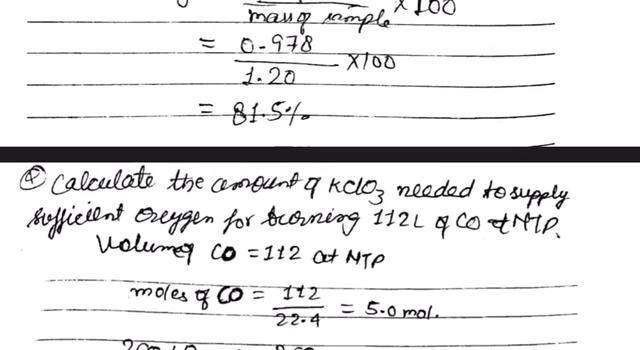 mass of sample ×100
= 0.978
1.20 ×100
= 81.5%
Q Calculate the amount of KClO3 needed to supply
sufficient oxygen for burning 112L of CO at NTP.
Volume of CO = 112 at NTP
moles of CO = 112
22.4 = 5.0 mol.